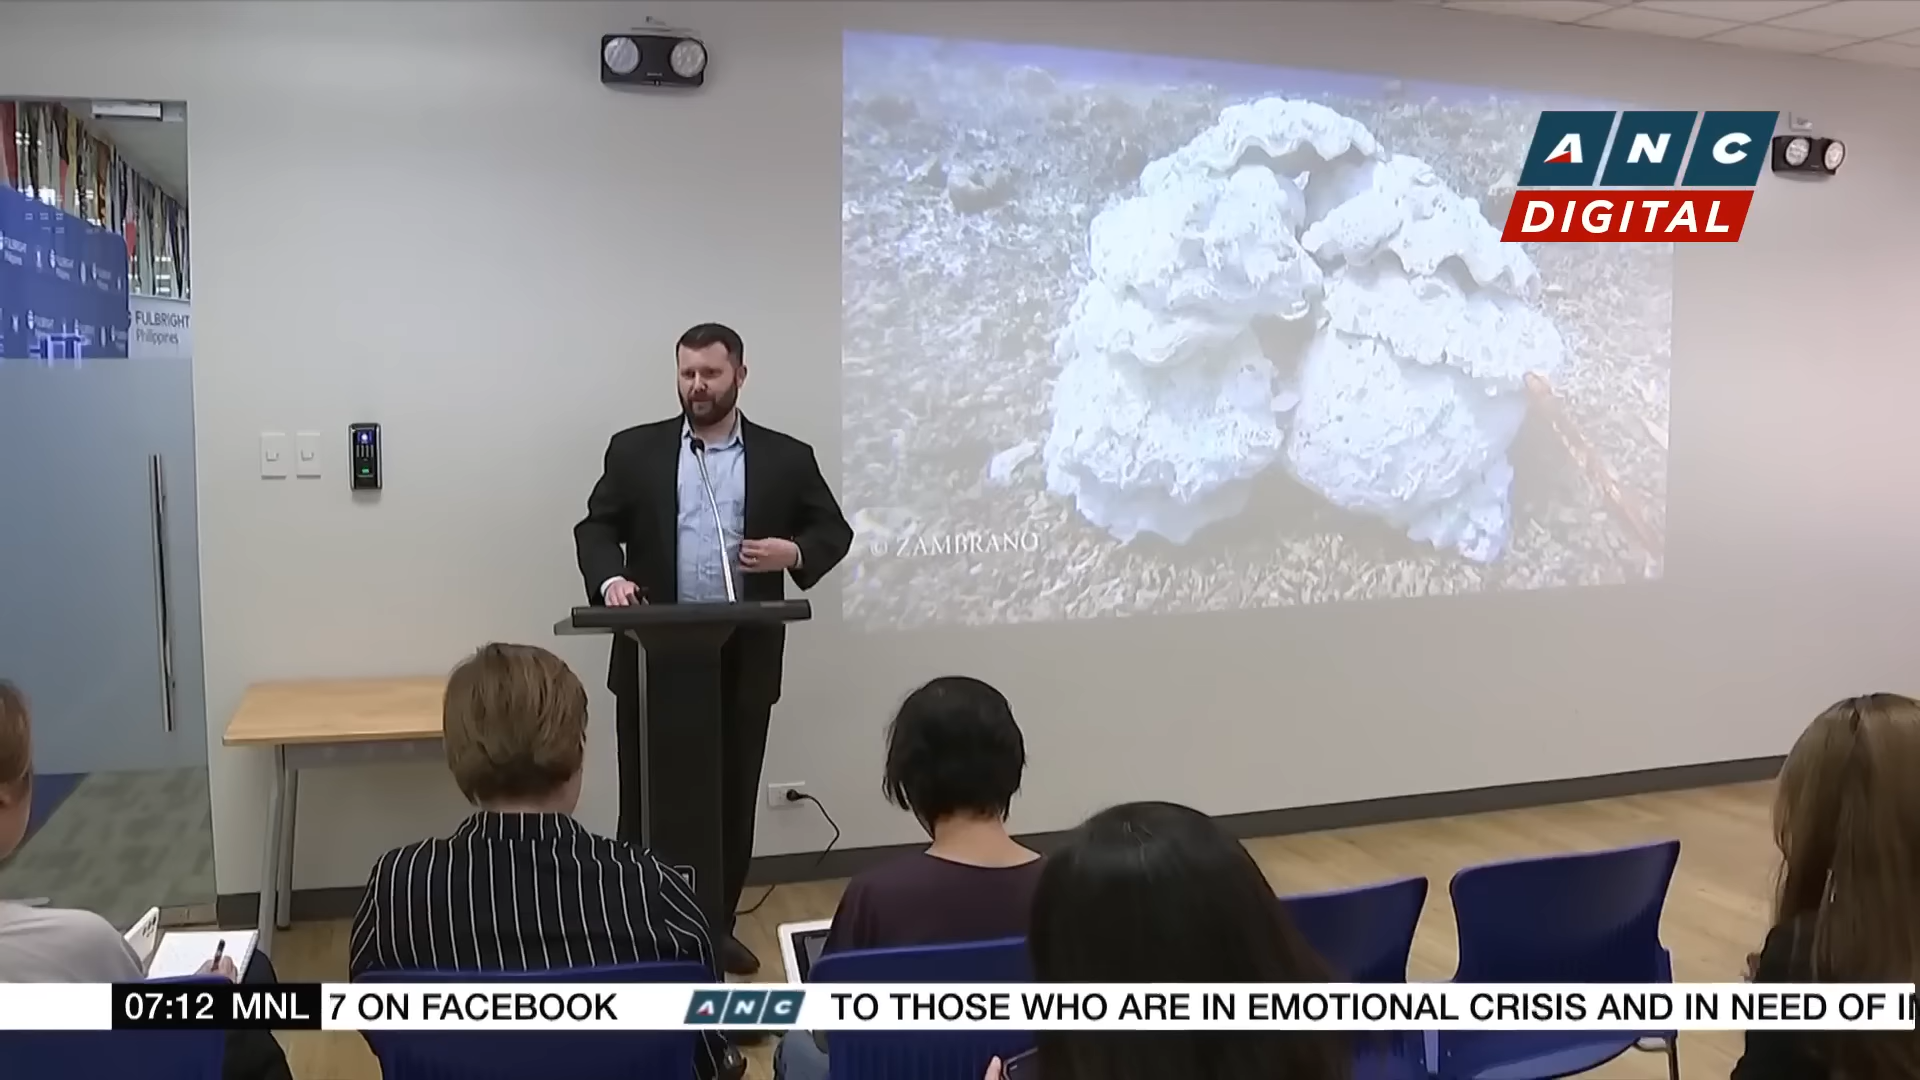 ANC
DIGITAL
FULBRIGHT
Philippines
© ZAMBRANO
07:12 MNL 7 ON FACEBOOK ANC TO THOSE WHO ARE IN EMOTIONAL CRISIS AND IN NEED OF